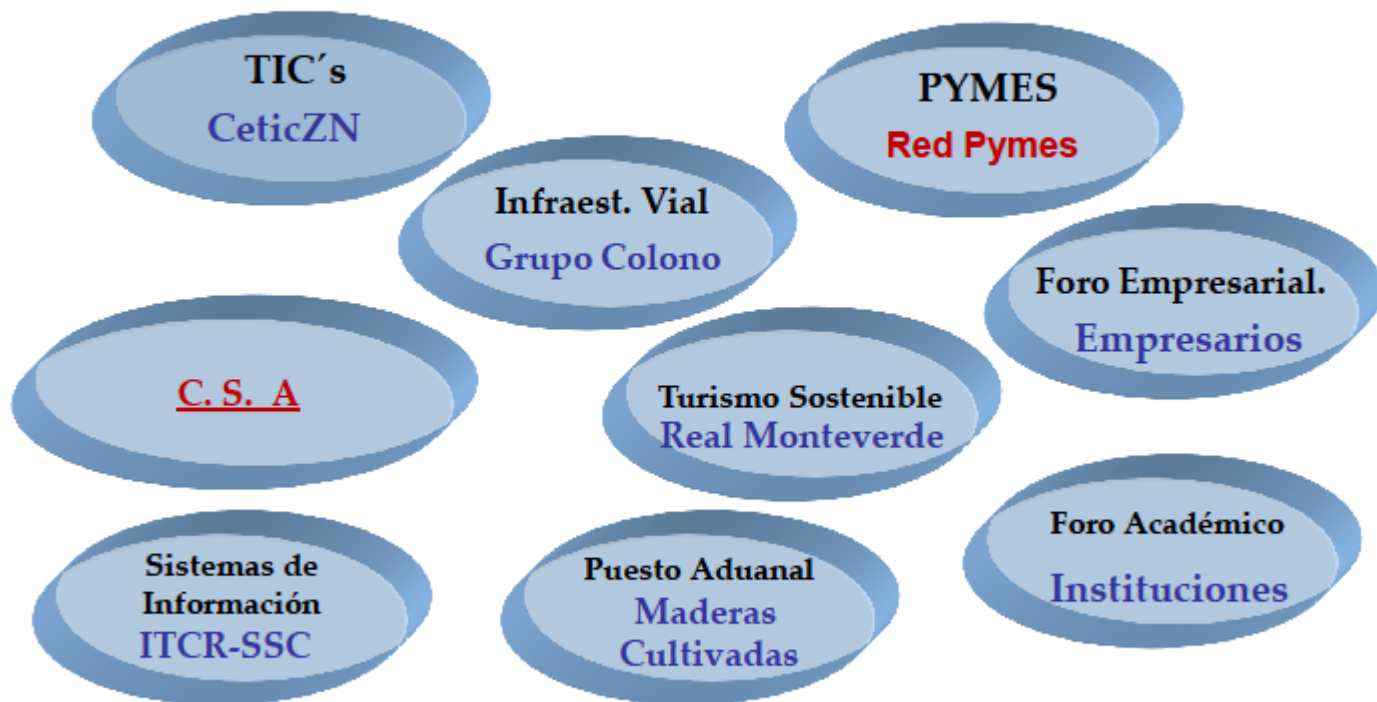 TIC´s
CeticZN
PYMES
Red Pymes
Infraest. Vial
Grupo Colono
Foro Empresarial.
Empresarios
C. S. A
Turismo Sostenible
Real Monteverde
Foro Académico
Instituciones
Sistemas de
Información
ITCR-SSC
Puesto Aduanal
Maderas
Cultivadas